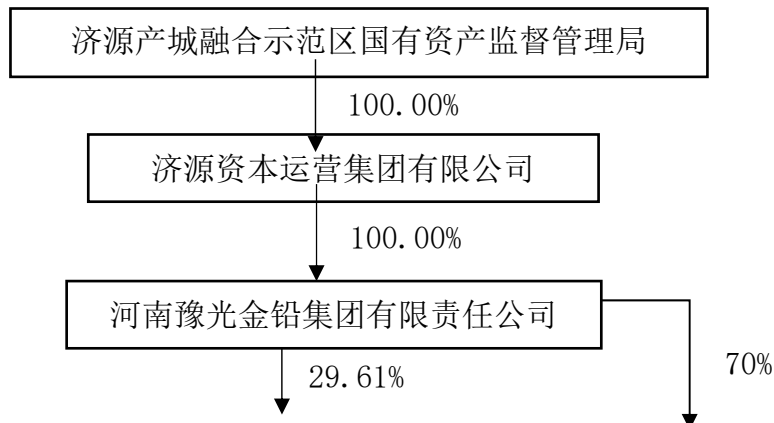 济源产城融合示范区国有资产监督管理局
100.00%
济源资本运营集团有限公司
100.00%
河南豫光金铅集团有限责任公司
29.61%
70%